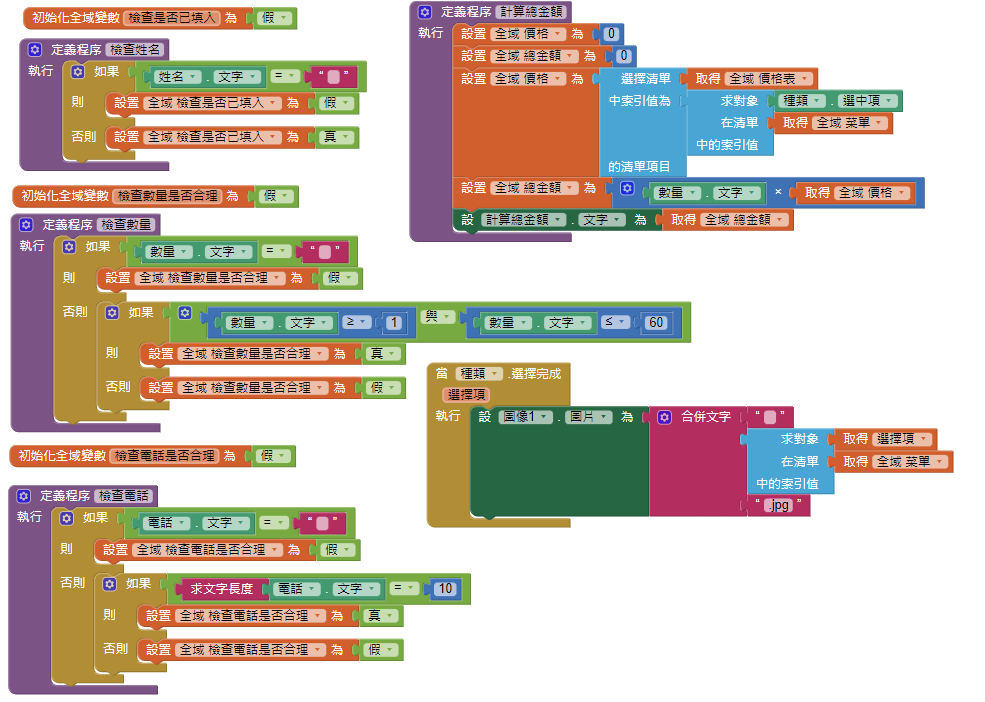 初始化全域變數 檢查是否已填入 為 假
定義程序 檢查姓名
執行 如果 姓名 . 文字 = “ ”
則 設置 全域 檢查是否已填入 為 假
否則 設置 全域 檢查是否已填入 為 真
初始化全域變數 檢查數量是否合理 為 假
定義程序 檢查數量
執行 如果 數量 . 文字 = “ ”
則 設置 全域 檢查數量是否合理 為 假
否則 如果 數量 . 文字 ≥ 1 與 數量 . 文字 ≤ 60
則 設置 全域 檢查數量是否合理 為 真
否則 設置 全域 檢查數量是否合理 為 假
初始化全域變數 檢查電話是否合理 為 假
定義程序 檢查電話
執行 如果 電話 . 文字 = “ ”
則 設置 全域 檢查電話是否合理 為 假
否則 如果 求文字長度 電話 . 文字 = 10
則 設置 全域 檢查電話是否合理 為 真
否則 設置 全域 檢查電話是否合理 為 假
定義程序 計算總金額
執行 設置 全域 價格 為 0
設置 全域 總金額 為 0
設置 全域 價格 為 選擇清單 取得 全域 價格表
中索引值為 求對象 種類 . 選中項
在清單 取得 全域 菜單
中的索引值
的清單項目
設置 全域 總金額 為 數量 . 文字 × 取得 全域 價格
設 計算總金額 . 文字 為 取得 全域 總金額
當 種類 .選擇完成
選擇項
執行 設 圖像1 . 圖片 為 合併文字 “ ”
求對象 取得 選擇項
在清單 取得 全域 菜單
中的索引值
“ .jpg ”